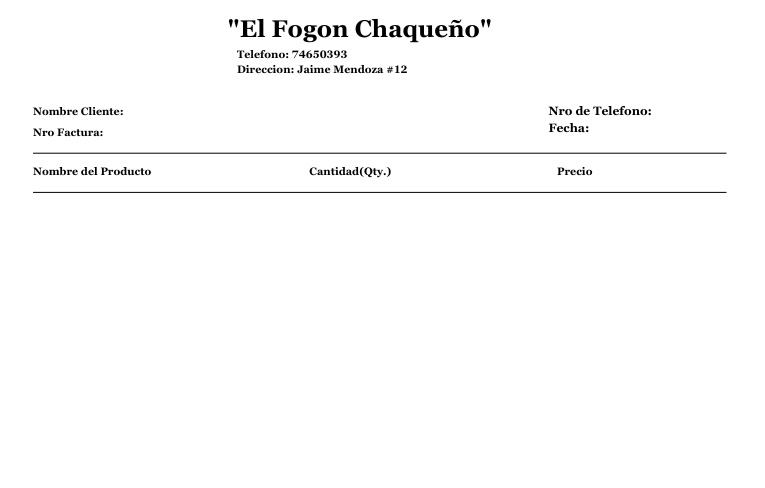 "El Fogon Chaqueño"
Telefono: 74650393
Direccion: Jaime Mendoza #12
Nombre Cliente:
Nro de Telefono:
Nro Factura:
Fecha:
Nombre del Producto Cantidad(Qty.) Precio